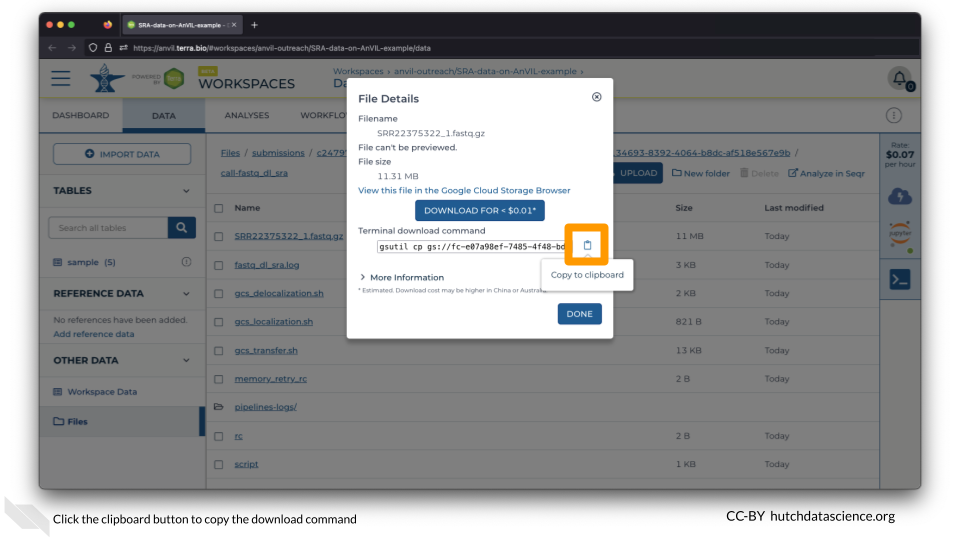 SRA-data-on-AnVIL-example – D
https://anvil.terra.bio/#workspaces/anvil-outreach/SRA-data-on-AnVIL-example/data
POWERED BY
Terra
BETA
WORKSPACES
Workspaces › anvil-outreach/SRA-data-on-AnVIL-example ›
Da
0
DASHBOARD
DATA
ANALYSES
WORKFLO
IMPORT DATA
Files / submissions / c2479
34693-8392-4064-b8dc-af518e567e9b /
call-fastq_dl_sra
UPLOAD
New folder
Delete
Analyze in Seqr
Rate:
$0.07
per hour
jupyter
TABLES
Search all tables
sample (5)
REFERENCE DATA
No references have been added.
Add reference data
OTHER DATA
Workspace Data
Files
Name
Size
Last modified
SRR22375322_1.fastq.gz
11 MB
Today
fastq_dl_sra.log
3 KB
Today
gcs_delocalization.sh
2 KB
Today
gcs_localization.sh
821 B
Today
gcs_transfer.sh
13 KB
Today
memory_retry_rc
2 B
Today
pipelines-logs/
rc
2 B
Today
script
1 KB
Today
File Details
Filename
SRR22375322_1.fastq.gz
File can't be previewed.
File size
11.31 MB
View this file in the Google Cloud Storage Browser
DOWNLOAD FOR < $0.01*
Terminal download command
gsutil cp gs://fc-e07a98ef-7485-4f48-bd
Copy to clipboard
More Information
* Estimated. Download cost may be higher in China or Australia.
DONE
Click the clipboard button to copy the download command
CC-BY hutchdatascience.org